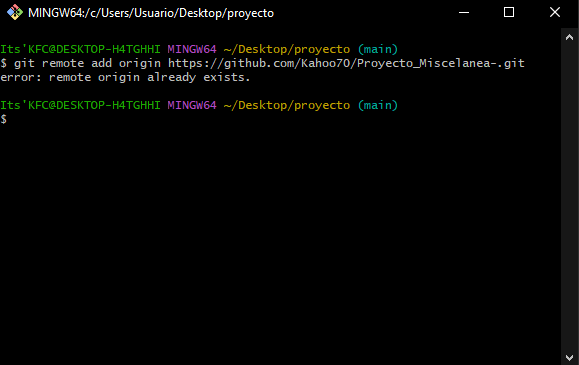 MINGW64:/c/Users/Usuario/Desktop/proyecto
Its'KFC@DESKTOP-H4TGHHI MINGW64 ~/Desktop/proyecto (main)
$ git remote add origin https://github.com/Kahoo70/Proyecto_Miscelanea-.git
error: remote origin already exists.
Its'KFC@DESKTOP-H4TGHHI MINGW64 ~/Desktop/proyecto (main)
$